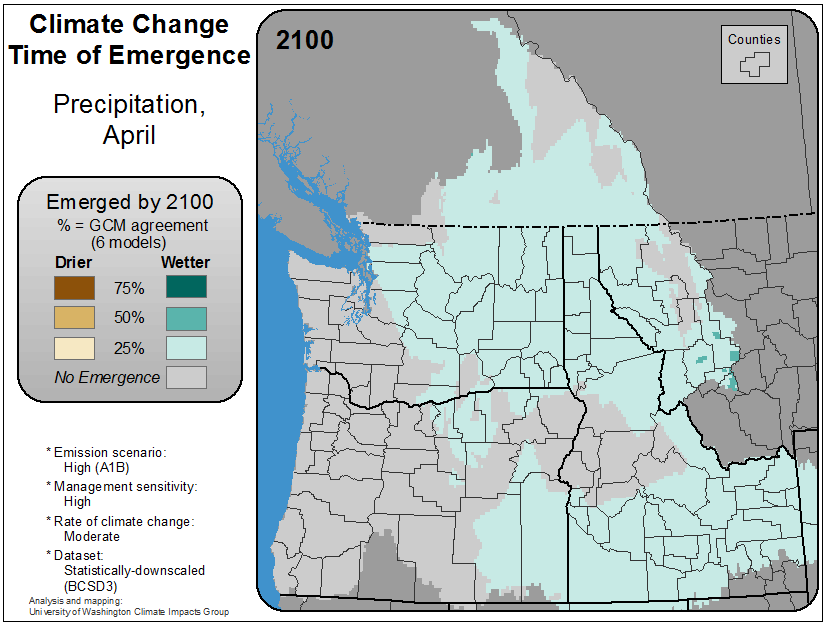 Climate Change
Time of Emergence
Precipitation,
April
Emerged by 2100
% = GCM agreement
(6 models)
Drier Wetter
75%
50%
25%
No Emergence
* Emission scenario:
High (A1B)
* Management sensitivity:
High
* Rate of climate change:
Moderate
* Dataset:
Statistically-downscaled
(BCSD3)
Analysis and mapping:
University of Washington Climate Impacts Group
2100
Counties